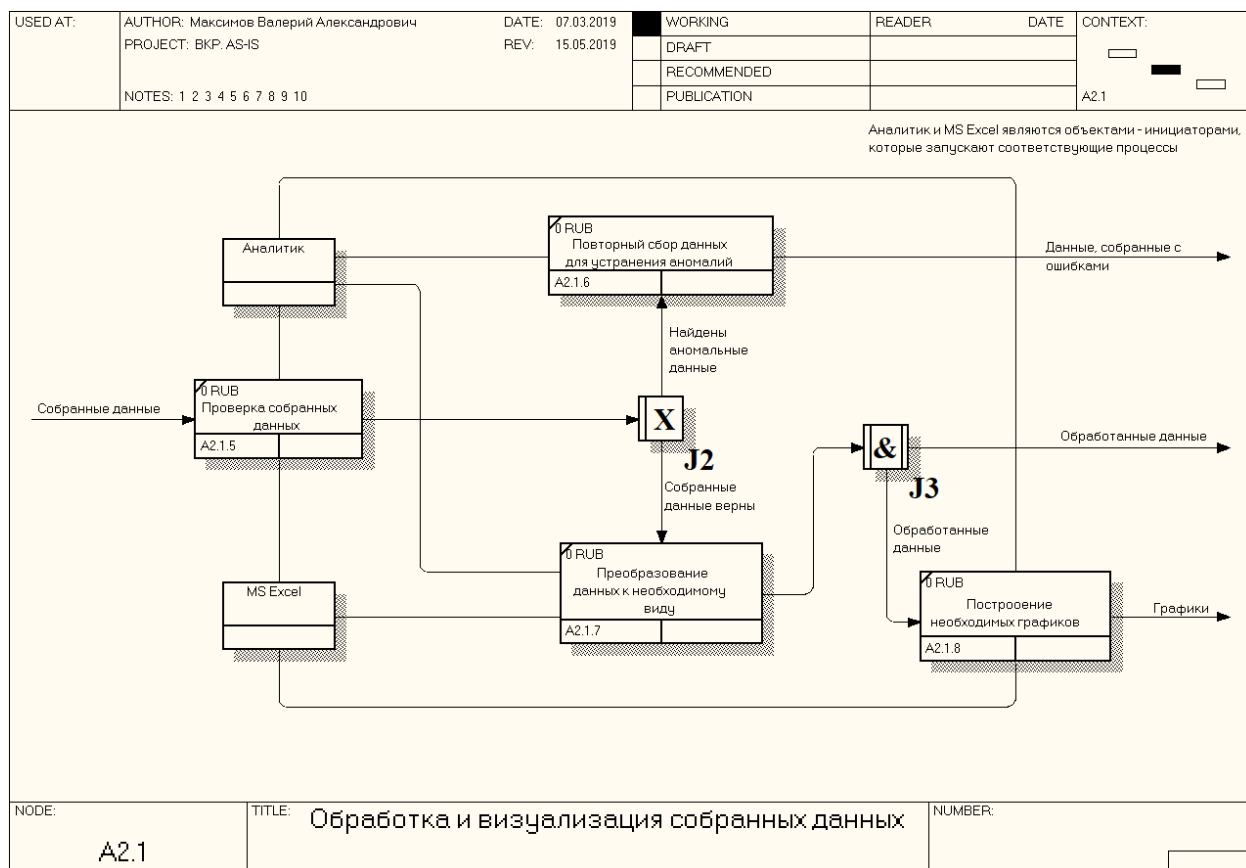 USED AT:
AUTHOR: Максимов Валерий Александрович
DATE: 07.03.2019
PROJECT: ВКР. AS-IS
REV: 15.05.2019
NOTES: 1 2 3 4 5 6 7 8 9 10
WORKING
DRAFT
RECOMMENDED
PUBLICATION
READER
DATE
CONTEXT:
A2.1
Аналитик и MS Excel являются объектами - инициаторами,
которые запускают соответствующие процессы
Аналитик
0 RUB
Повторный сбор данных
для устранения аномалий
A2.1.6
Данные, собранные с
ошибками
Найдены
аномальные
данные
Собранные данные
0 RUB
Проверка собранных
данных
A2.1.5
X
J2
&
J3
Обработанные данные
Собранные
данные верны
Обработанные
данные
MS Excel
0 RUB
Преобразование
данных к необходимому
виду
A2.1.7
0 RUB
Построение
необходимых графиков
A2.1.8
Графики
NODE:
A2.1
TITLE:
Обработка и визуализация собранных данных
NUMBER: